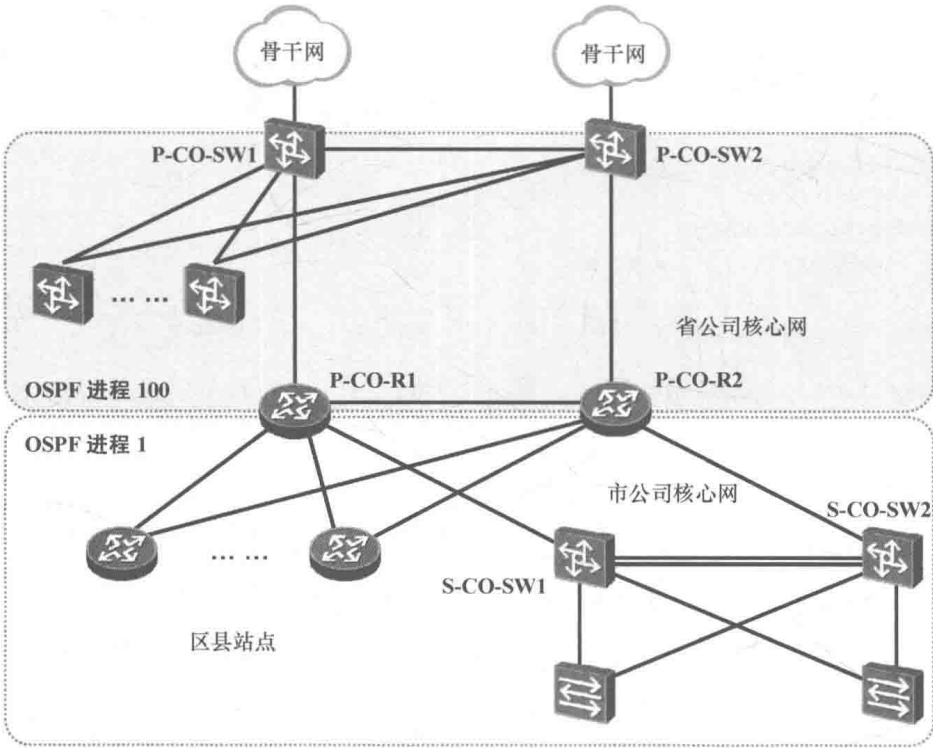 骨干网
骨干网
P-CO-SW1
P-CO-SW2
... ...
省公司核心网
P-CO-R1
P-CO-R2
OSPF 进程 100
OSPF 进程 1
市公司核心网
S-CO-SW2
... ...
S-CO-SW1
区县站点